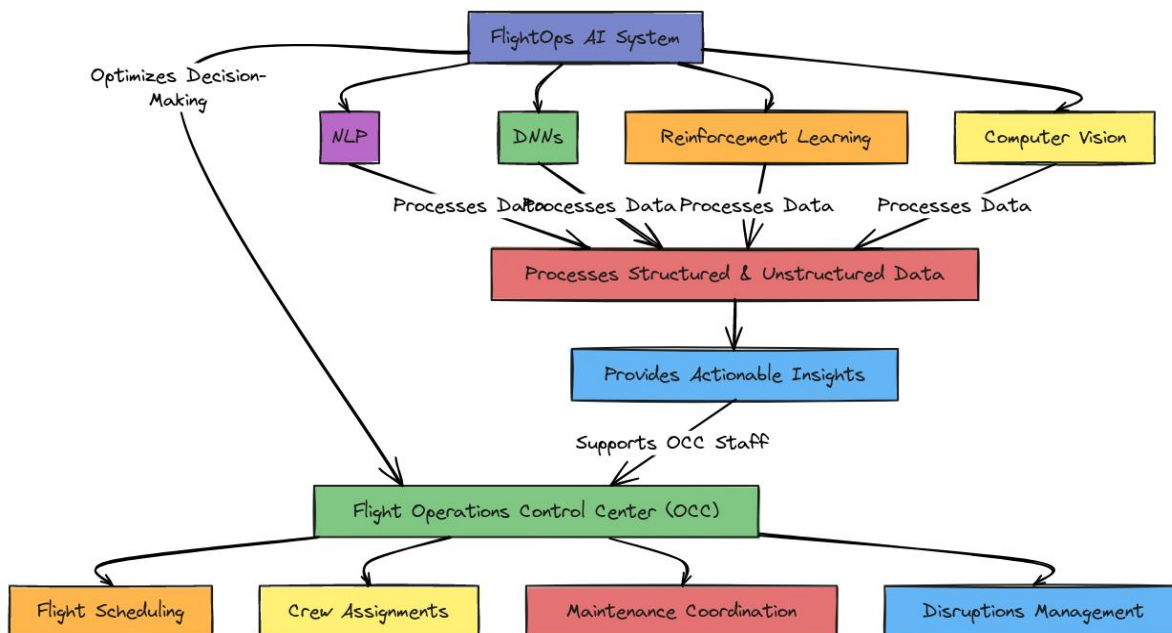 FlightOps AI System
Optimizes Decision-
Making
NLP
DNNs
Reinforcement Learning
Computer Vision
Processes Data
Processes Data
Processes Data
Processes Data
Processes Structured & Unstructured Data
Provides Actionable Insights
Supports OCC Staff
Flight Operations Control Center (OCC)
Flight Scheduling
Crew Assignments
Maintenance Coordination
Disruptions Management